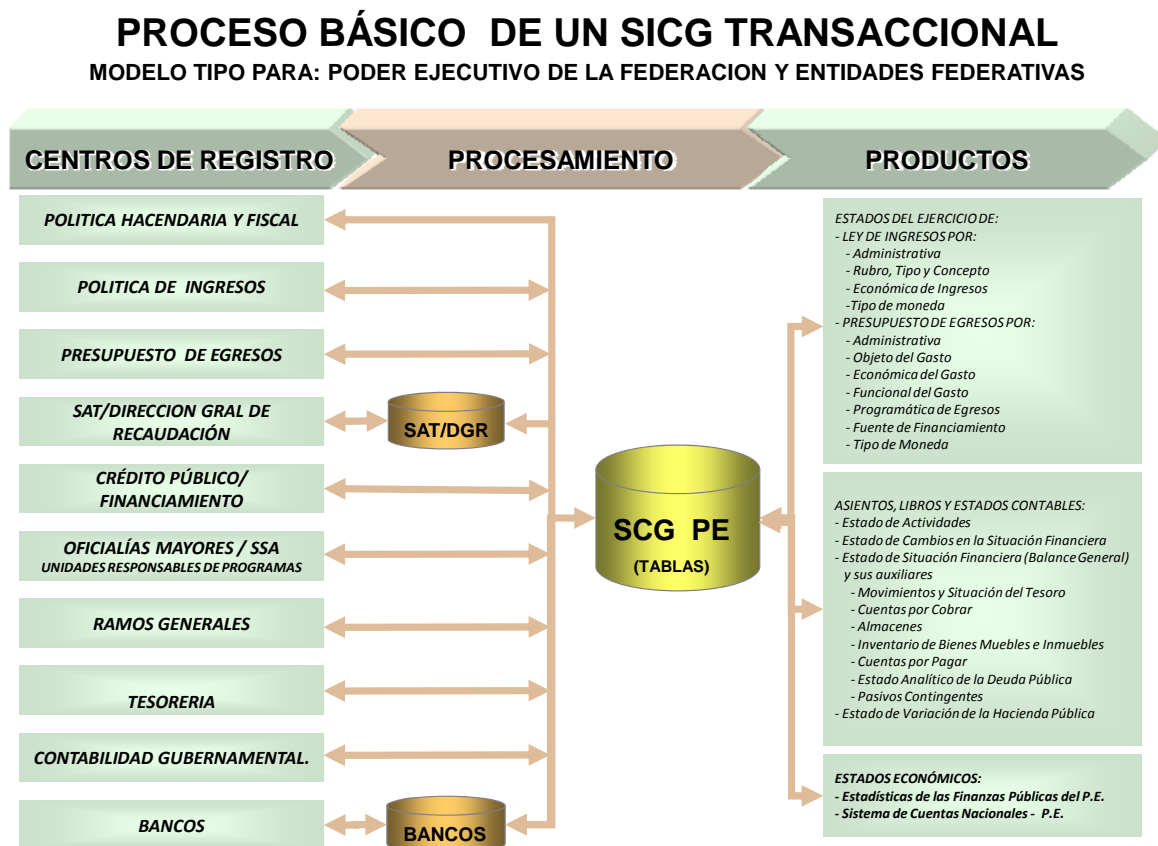 PROCESO BÁSICO DE UN SICG TRANSACCIONAL
MODELO TIPO PARA: PODER EJECUTIVO DE LA FEDERACION Y ENTIDADES FEDERATIVAS
CENTROS DE REGISTRO
PROCESAMIENTO
PRODUCTOS
POLITICA HACENDARIA Y FISCAL
POLITICA DE INGRESOS
PRESUPUESTO DE EGRESOS
SAT/DIRECCION GRAL DE
RECAUDACIÓN
CRÉDITO PÚBLICO/
FINANCIAMIENTO
OFICIALÍAS MAYORES / SSA
UNIDADES RESPONSABLES DE PROGRAMAS
RAMOS GENERALES
TESORERIA
CONTABILIDAD GUBERNAMENTAL.
BANCOS
SAT/DGR
BANCOS
SCG PE
(TABLAS)
ESTADOS DEL EJERCICIO DE:
- LEY DE INGRESOS POR:
- Administrativa
- Rubro, Tipo y Concepto
- Económica de Ingresos
-Tipo de moneda
- PRESUPUESTO DE EGRESOS POR:
- Administrativa
- Objeto del Gasto
- Económica del Gasto
- Funcional del Gasto
- Programática de Egresos
- Fuente de Financiamiento
- Tipo de Moneda
ASIENTOS, LIBROS Y ESTADOS CONTABLES:
- Estado de Actividades
- Estado de Cambios en la Situación Financiera
- Estado de Situación Financiera (Balance General)
y sus auxiliares
- Movimientos y Situación del Tesoro
- Cuentas por Cobrar
- Almacenes
- Inventario de Bienes Muebles e Inmuebles
- Cuentas por Pagar
- Estado Analítico de la Deuda Pública
- Pasivos Contingentes
- Estado de Variación de la Hacienda Pública
ESTADOS ECONÓMICOS:
- Estadísticas de las Finanzas Públicas del P.E.
- Sistema de Cuentas Nacionales - P.E.